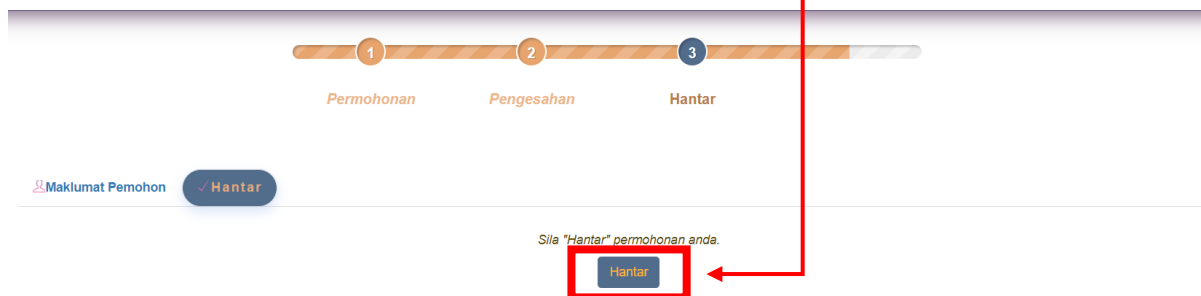 1 2 3
Permohonan Pengesahan Hantar
Maklumat Pemohon Hantar
Sila "Hantar" permohonan anda.
Hantar